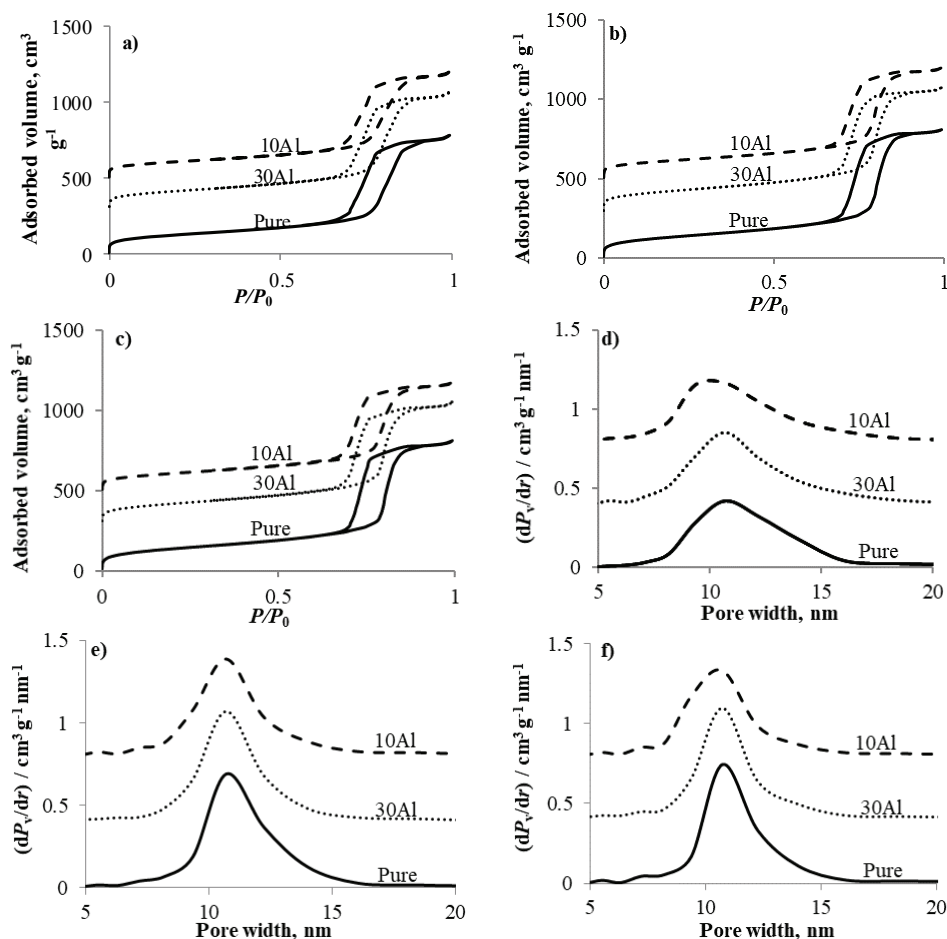 a)
Adsorbed volume, cm³
g⁻¹
1500
1000
500
0
10Al
30Al
Pure
0
0.5
1
P/P₀
b)
Adsorbed volume, cm³ g⁻¹
1500
1000
500
0
10Al
30Al
Pure
0
0.5
1
P/P₀
c)
Adsorbed volume, cm³ g⁻¹
1500
1000
500
0
10Al
30Al
Pure
0
0.5
1
P/P₀
d)
(dPᵥ/dr) / cm³ g⁻¹ nm⁻¹
1.5
1
0.5
0
10Al
30Al
Pure
5
10
15
20
Pore width, nm
e)
(dPᵥ/dr) / cm³ g⁻¹ nm⁻¹
1.5
1
0.5
0
10Al
30Al
Pure
5
10
15
20
Pore width, nm
f)
(dPᵥ/dr) / cm³ g⁻¹ nm⁻¹
1.5
1
0.5
0
10Al
30Al
Pure
5
10
15
20
Pore width, nm